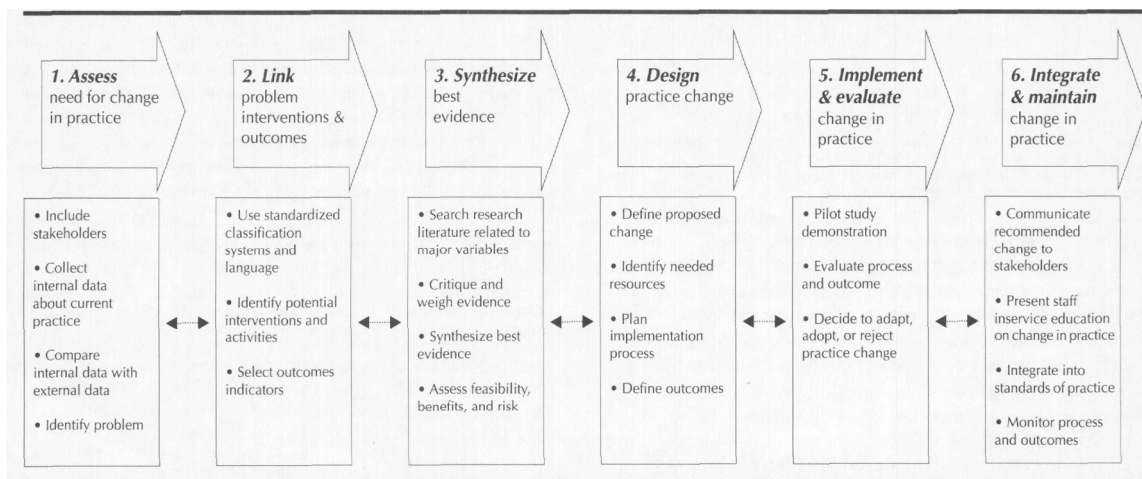 1. Assess
need for change
in practice
2. Link
problem
interventions &
outcomes
3. Synthesize
best
evidence
4. Design
practice change
5. Implement
& evaluate
change in
practice
6. Integrate
& maintain
change in
practice
• Include
stakeholders
• Collect
internal data
about current
practice
• Compare
internal data with
external data
• Identify problem
• Use standardized
classification
systems and
language
• Identify potential
interventions and
activities
• Select outcomes
indicators
• Search research
literature related to
major variables
• Critique and
weigh evidence
• Synthesize best
evidence
• Assess feasibility,
benefits, and risk
• Define proposed
change
• Identify needed
resources
• Plan
implementation
process
• Define outcomes
• Pilot study
demonstration
• Evaluate process
and outcome
• Decide to adapt,
adopt, or reject
practice change
• Communicate
recommended
change to
stakeholders
• Present staff
inservice education
on change in practice
• Integrate into
standards of practice
• Monitor process
and outcomes